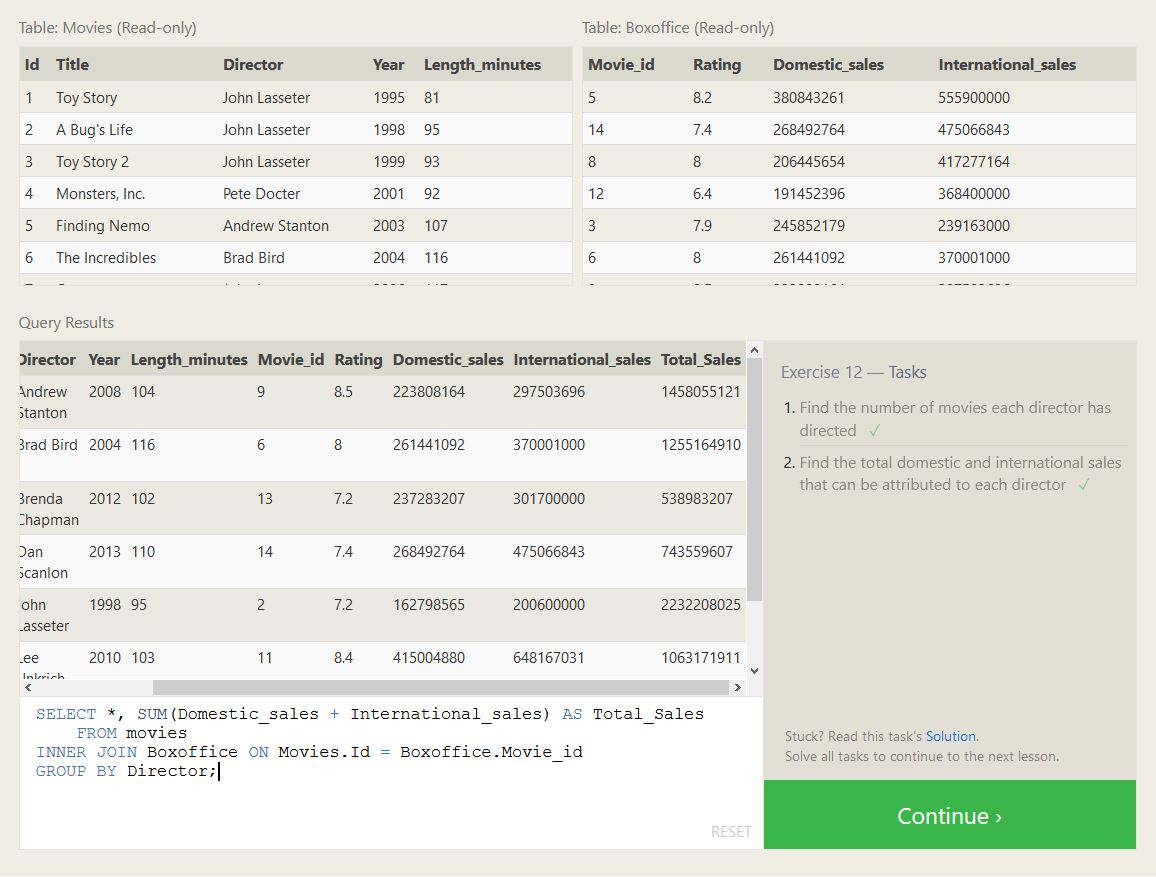 Table: Movies (Read-only)
Id Title Director Year Length_minutes
1 Toy Story John Lasseter 1995 81
2 A Bug's Life John Lasseter 1998 95
3 Toy Story 2 John Lasseter 1999 93
4 Monsters, Inc. Pete Docter 2001 92
5 Finding Nemo Andrew Stanton 2003 107
6 The Incredibles Brad Bird 2004 116
Table: Boxoffice (Read-only)
Movie_id Rating Domestic_sales International_sales
5 8.2 380843261 555900000
14 7.4 268492764 475066843
8 8 206445654 417277164
12 6.4 191452396 368400000
3 7.9 245852179 239163000
6 8 261441092 370001000
Query Results
Director Year Length_minutes Movie_id Rating Domestic_sales International_sales Total_Sales
Andrew 2008 104 9 8.5 223808164 297503696 1458055121
Stanton
Brad Bird 2004 116 6 8 261441092 370001000 1255164910
Brenda 2012 102 13 7.2 237283207 301700000 538983207
Chapman
Dan 2013 110 14 7.4 268492764 475066843 743559607
Scanlon
John 1998 95 2 7.2 162798565 200600000 2232208025
Lasseter
Lee 2010 103 11 8.4 415004880 648167031 1063171911
SELECT *, SUM(Domestic_sales + International_sales) AS Total_Sales
FROM movies
INNER JOIN Boxoffice ON Movies.Id = Boxoffice.Movie_id
GROUP BY Director;
RESET
Exercise 12 — Tasks
1. Find the number of movies each director has
directed ✓
2. Find the total domestic and international sales
that can be attributed to each director ✓
Stuck? Read this task's Solution.
Solve all tasks to continue to the next lesson.
Continue ›